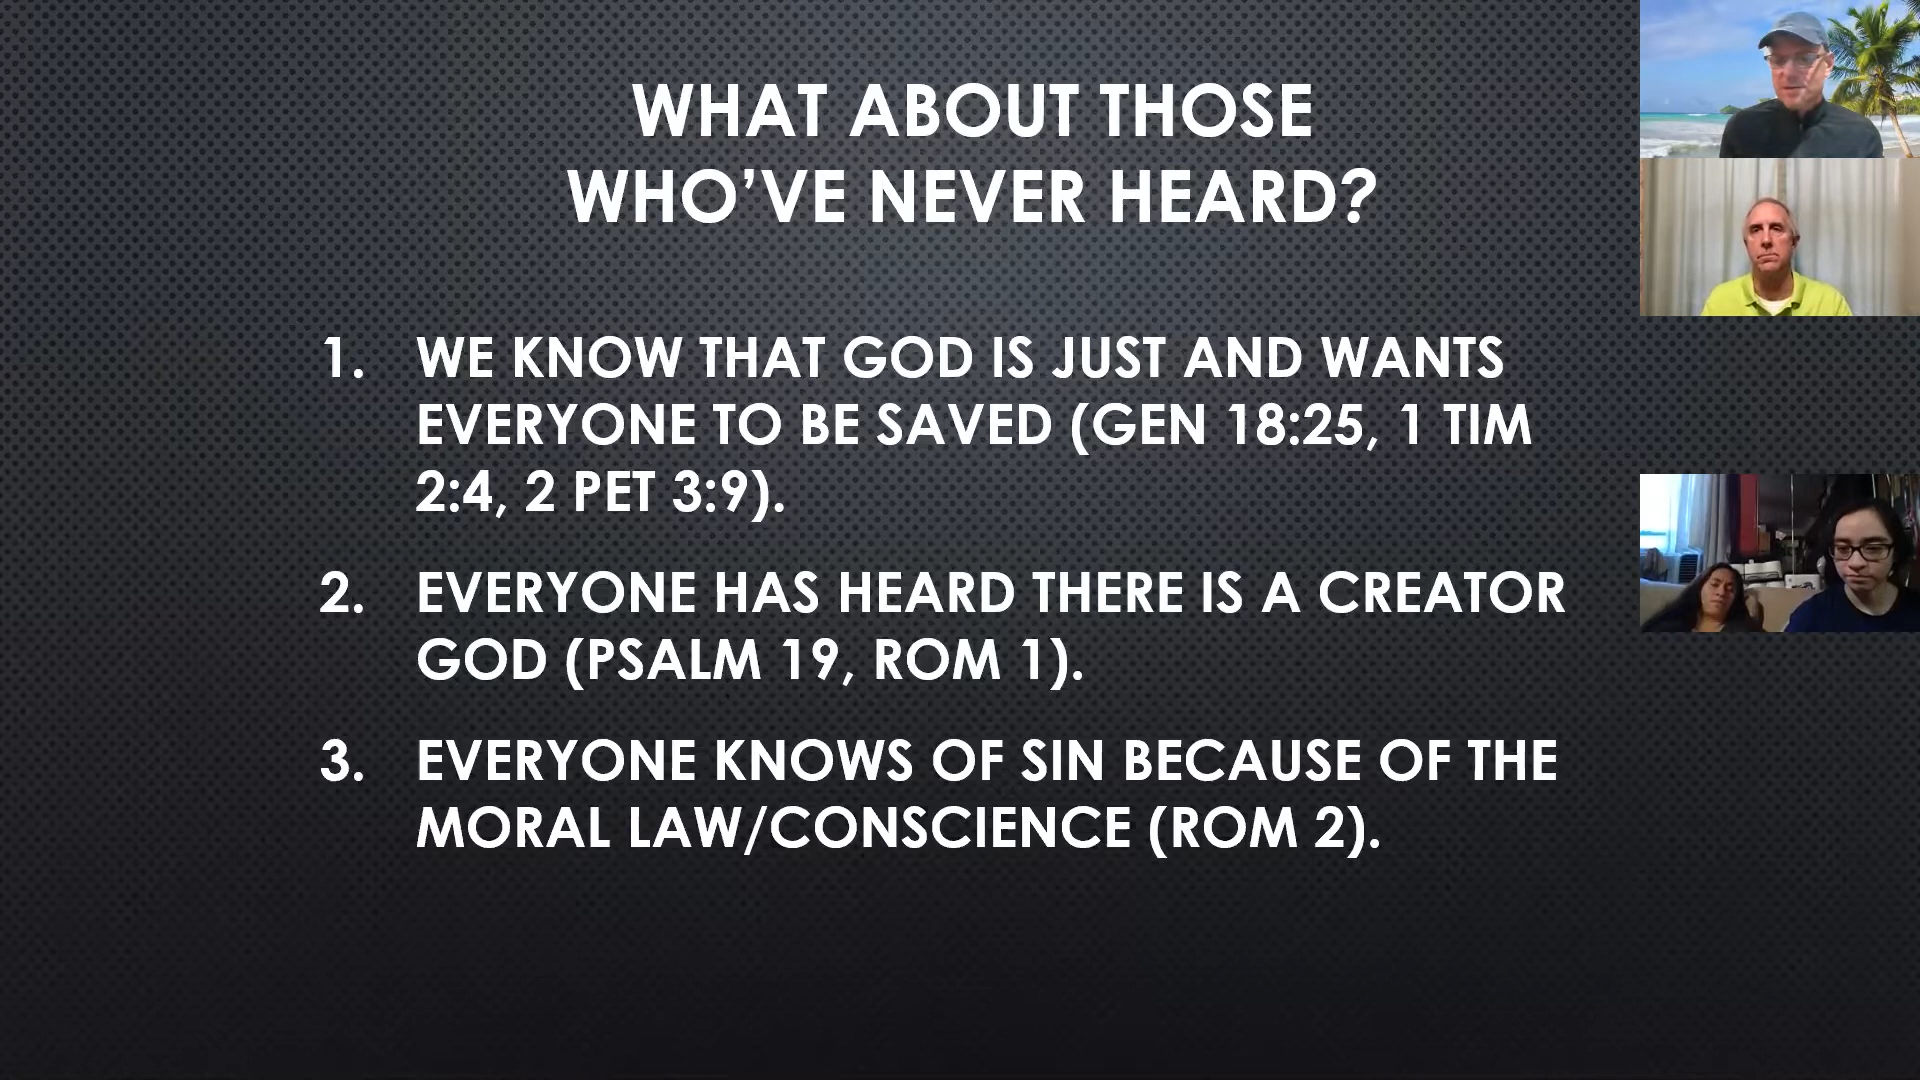 WHAT ABOUT THOSE
WHO’VE NEVER HEARD?
1. WE KNOW THAT GOD IS JUST AND WANTS
EVERYONE TO BE SAVED (GEN 18:25, 1 TIM
2:4, 2 PET 3:9).
2. EVERYONE HAS HEARD THERE IS A CREATOR
GOD (PSALM 19, ROM 1).
3. EVERYONE KNOWS OF SIN BECAUSE OF THE
MORAL LAW/CONSCIENCE (ROM 2).